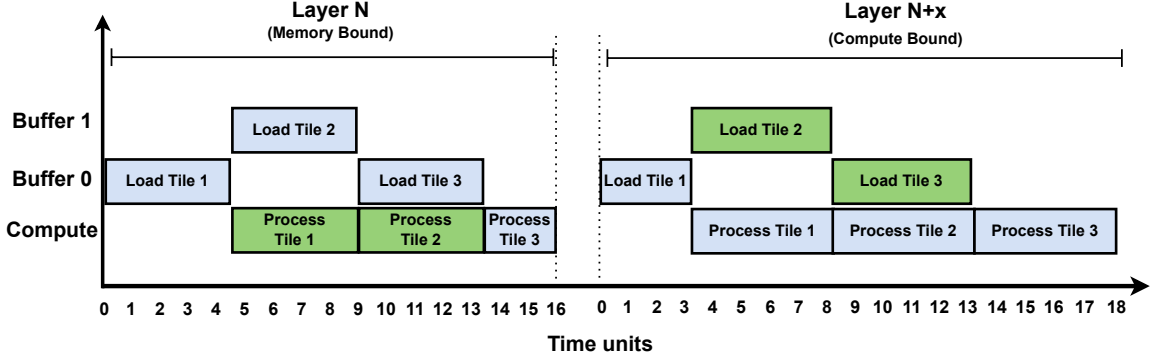 Layer N
(Memory Bound)
Layer N+x
(Compute Bound)
Buffer 1
Load Tile 2
Load Tile 2
Buffer 0
Load Tile 1
Load Tile 3
Load Tile 1
Load Tile 3
Compute
Process
Tile 1
Process
Tile 2
Process
Tile 3
Process Tile 1
Process Tile 2
Process Tile 3
0 1 2 3 4 5 6 7 8 9 10 11 12 13 14 15 16
0 1 2 3 4 5 6 7 8 9 10 11 12 13 14 15 16 17 18
Time units